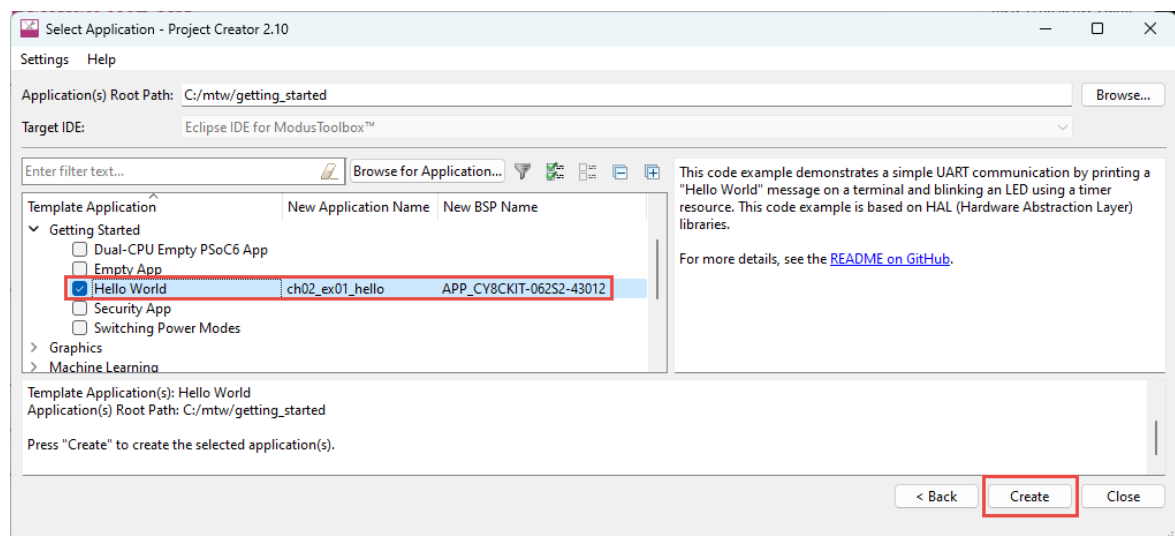 Select Application - Project Creator 2.10
Settings Help
Application(s) Root Path: C:/mtw/getting_started Browse...
Target IDE: Eclipse IDE for ModusToolbox™
Enter filter text... Browse for Application...
Template Application New Application Name New BSP Name
Getting Started
Dual-CPU Empty PSoC6 App
Empty App
Hello World ch02_ex01_hello APP_CY8CKIT-062S2-43012
Security App
Switching Power Modes
Graphics
Machine Learning
This code example demonstrates a simple UART communication by printing a
"Hello World" message on a terminal and blinking an LED using a timer
resource. This code example is based on HAL (Hardware Abstraction Layer)
libraries.
For more details, see the README on GitHub.
Template Application(s): Hello World
Application(s) Root Path: C:/mtw/getting_started
Press "Create" to create the selected application(s).
< Back Create Close